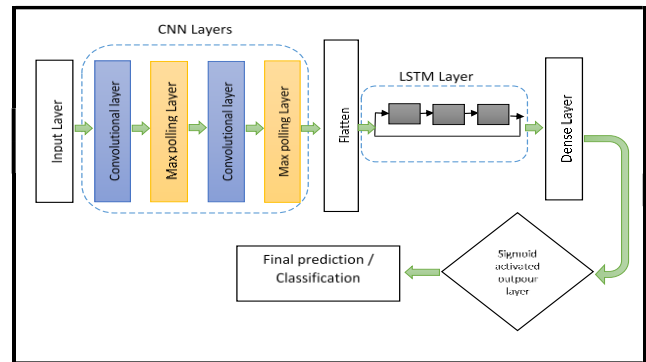 CNN Layers
Input Layer
Convolutional layer
Max polling Layer
Convolutional layer
Max polling Layer
Flatten
LSTM Layer
Dense Layer
Sigmoid
activated
outpour
layer
Final prediction /
Classification